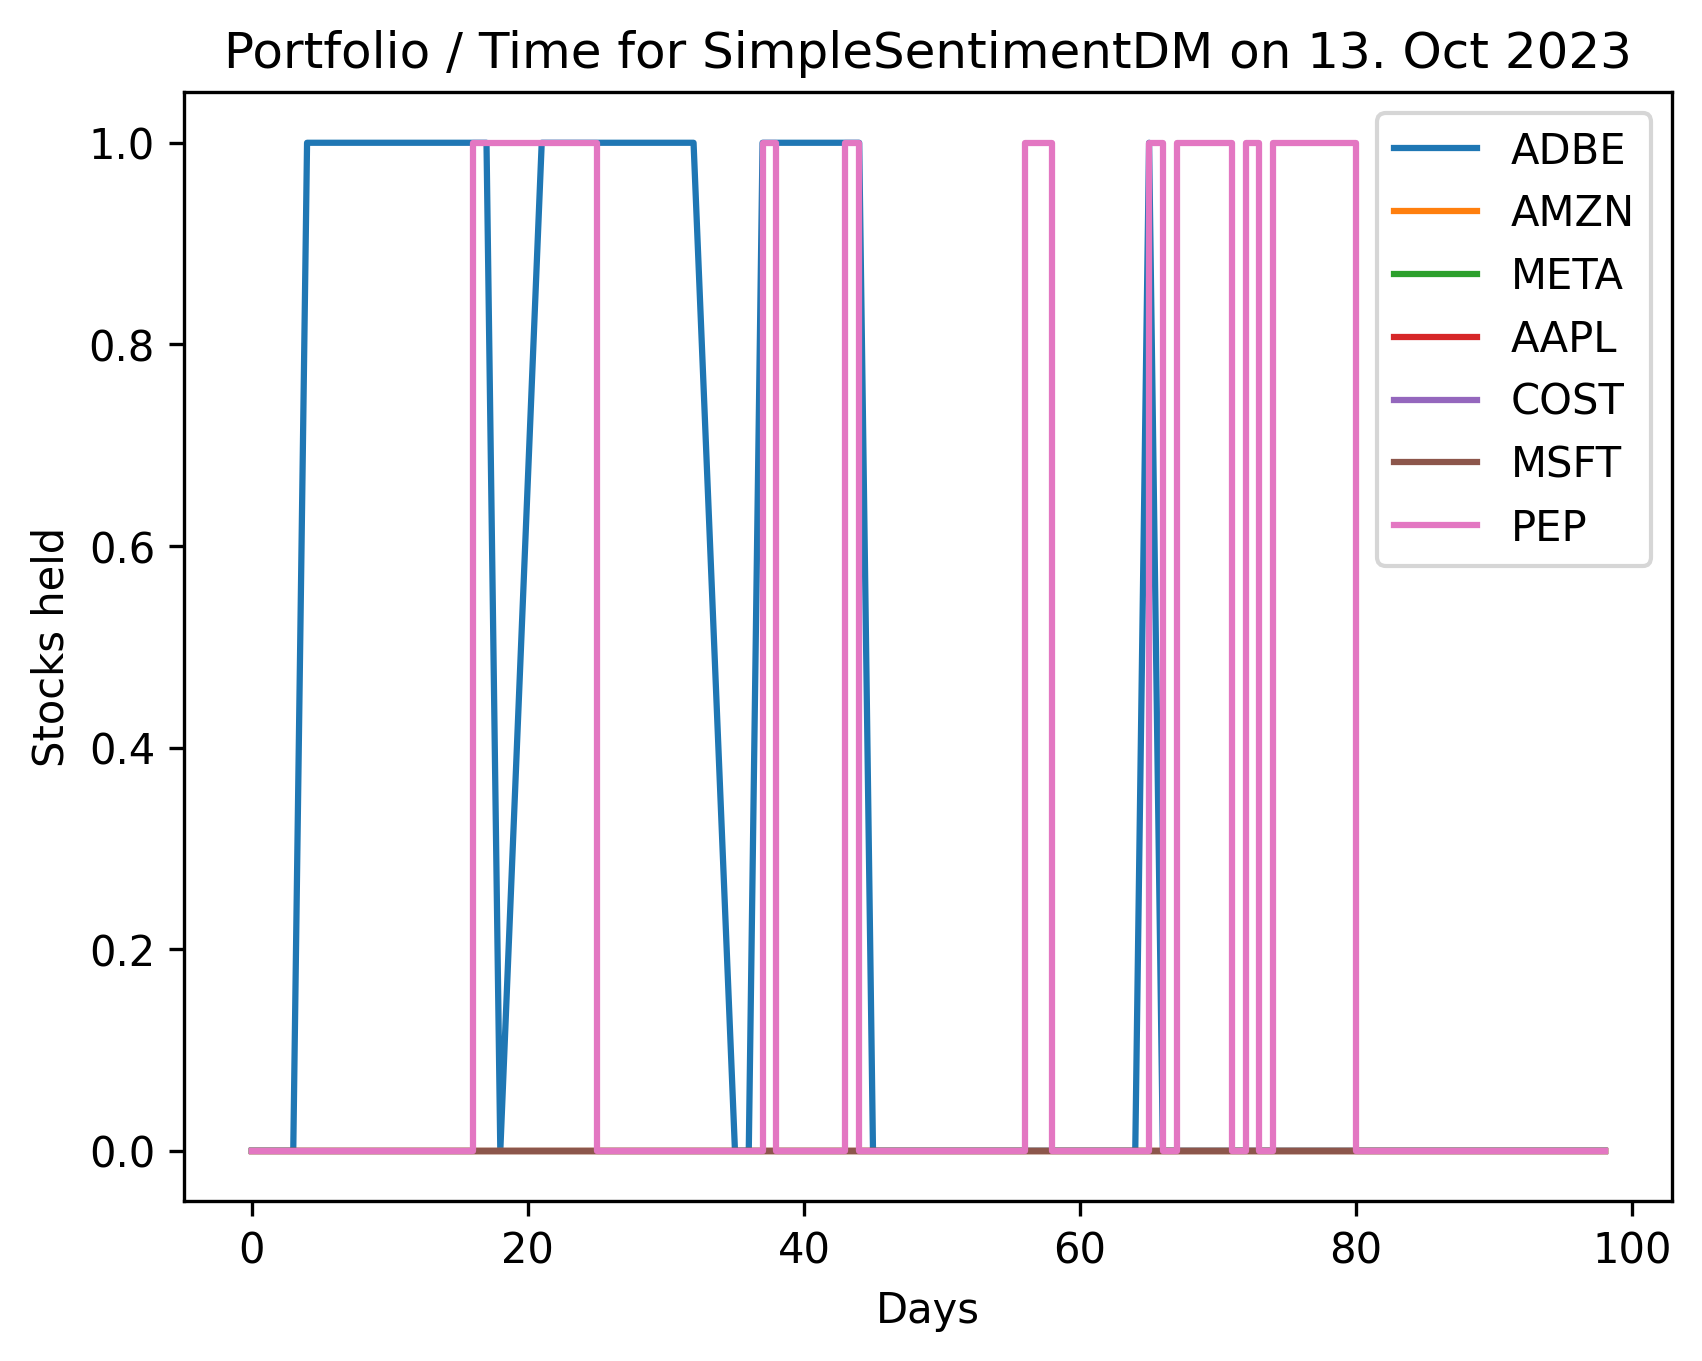 Portfolio / Time for SimpleSentimentDM on 13. Oct 2023
1.0
0.8
0.6
0.4
0.2
0.0
Stocks held
ADBE
AMZN
META
AAPL
COST
MSFT
PEP
0 20 40 60 80 100
Days